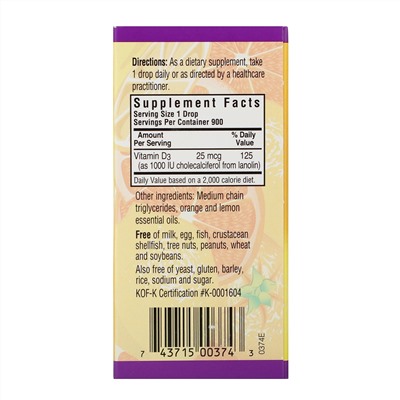 Directions: As a dietary supplement, take
1 drop daily or as directed by a healthcare
practitioner.
Supplement Facts
Serving Size 1 Drop
Servings Per Container 900
Amount % Daily
Per Serving Value
Vitamin D3 25 mcg 125
(as 1000 IU cholecalciferol from lanolin)
Daily Value based on a 2,000 calorie diet.
Other ingredients: Medium chain
triglycerides, orange and lemon
essential oils.
Free of milk, egg, fish, crustacean
shellfish, tree nuts, peanuts, wheat
and soybeans.
Also free of yeast, gluten, barley,
rice, sodium and sugar.
KOF-K Certification #K-0001604
7 43715 00374 3
0374E